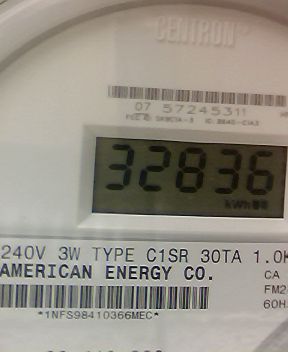 CENTRON
07 57245311
32836
kWh
240V 3W TYPE C1SR 30TA 1.0K
AMERICAN ENERGY CO.
CA
FM2
60H
*1NFS98410366MEC*